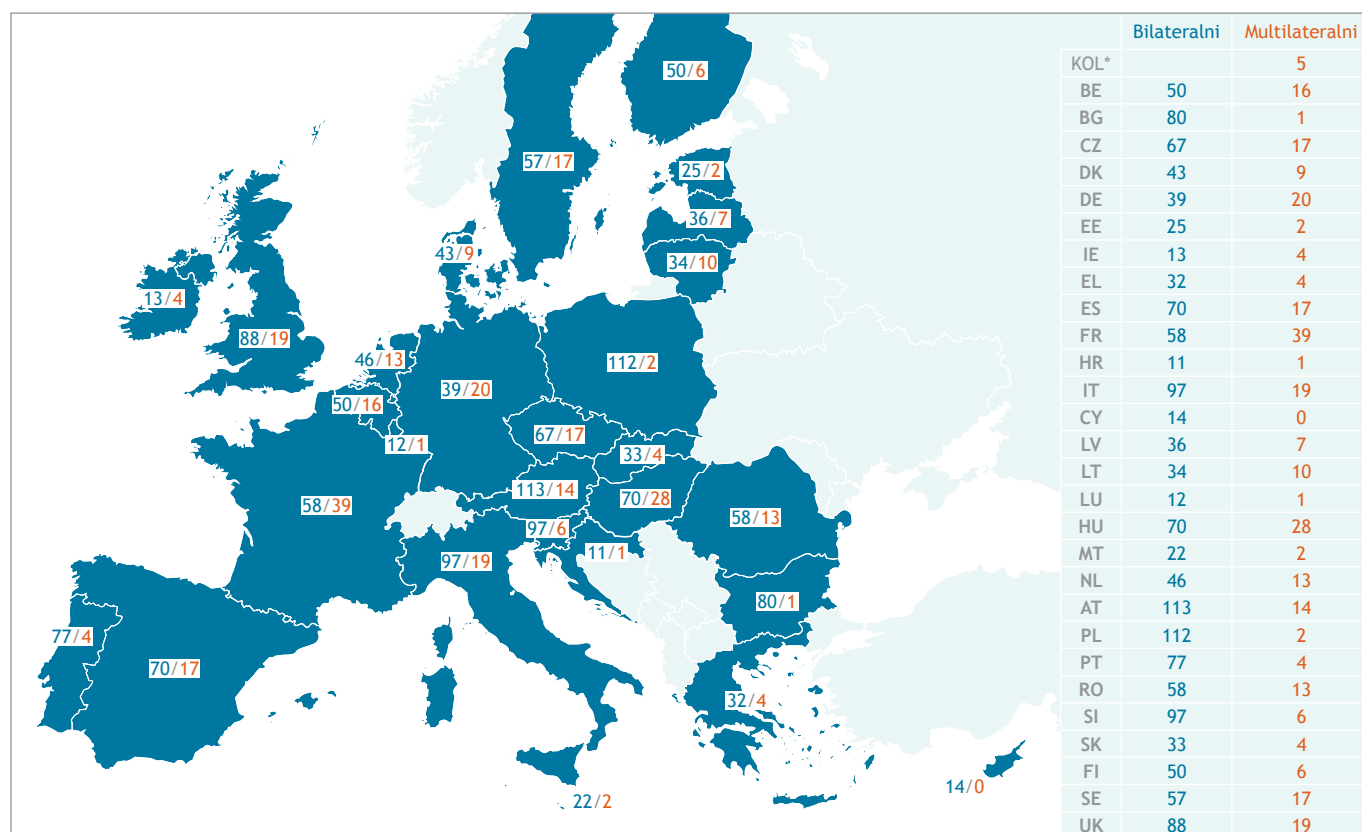 50/6
57/17
25/2
36/7
43/9
34/10
13/4
88/19
46/13
112/2
39/20
50/16
67/17
12/1
33/4
113/14
70/28
58/39
58/13
97/6
11/1
97/19
80/1
77/4
70/17
32/4
14/0
22/2
Bilateralni Multilateralni
KOL* 5
BE 50 16
BG 80 1
CZ 67 17
DK 43 9
DE 39 20
EE 25 2
IE 13 4
EL 32 4
ES 70 17
FR 58 39
HR 11 1
IT 97 19
CY 14 0
LV 36 7
LT 34 10
LU 12 1
HU 70 28
MT 22 2
NL 46 13
AT 113 14
PL 112 2
PT 77 4
RO 58 13
SI 97 6
SK 33 4
FI 50 6
SE 57 17
UK 88 19